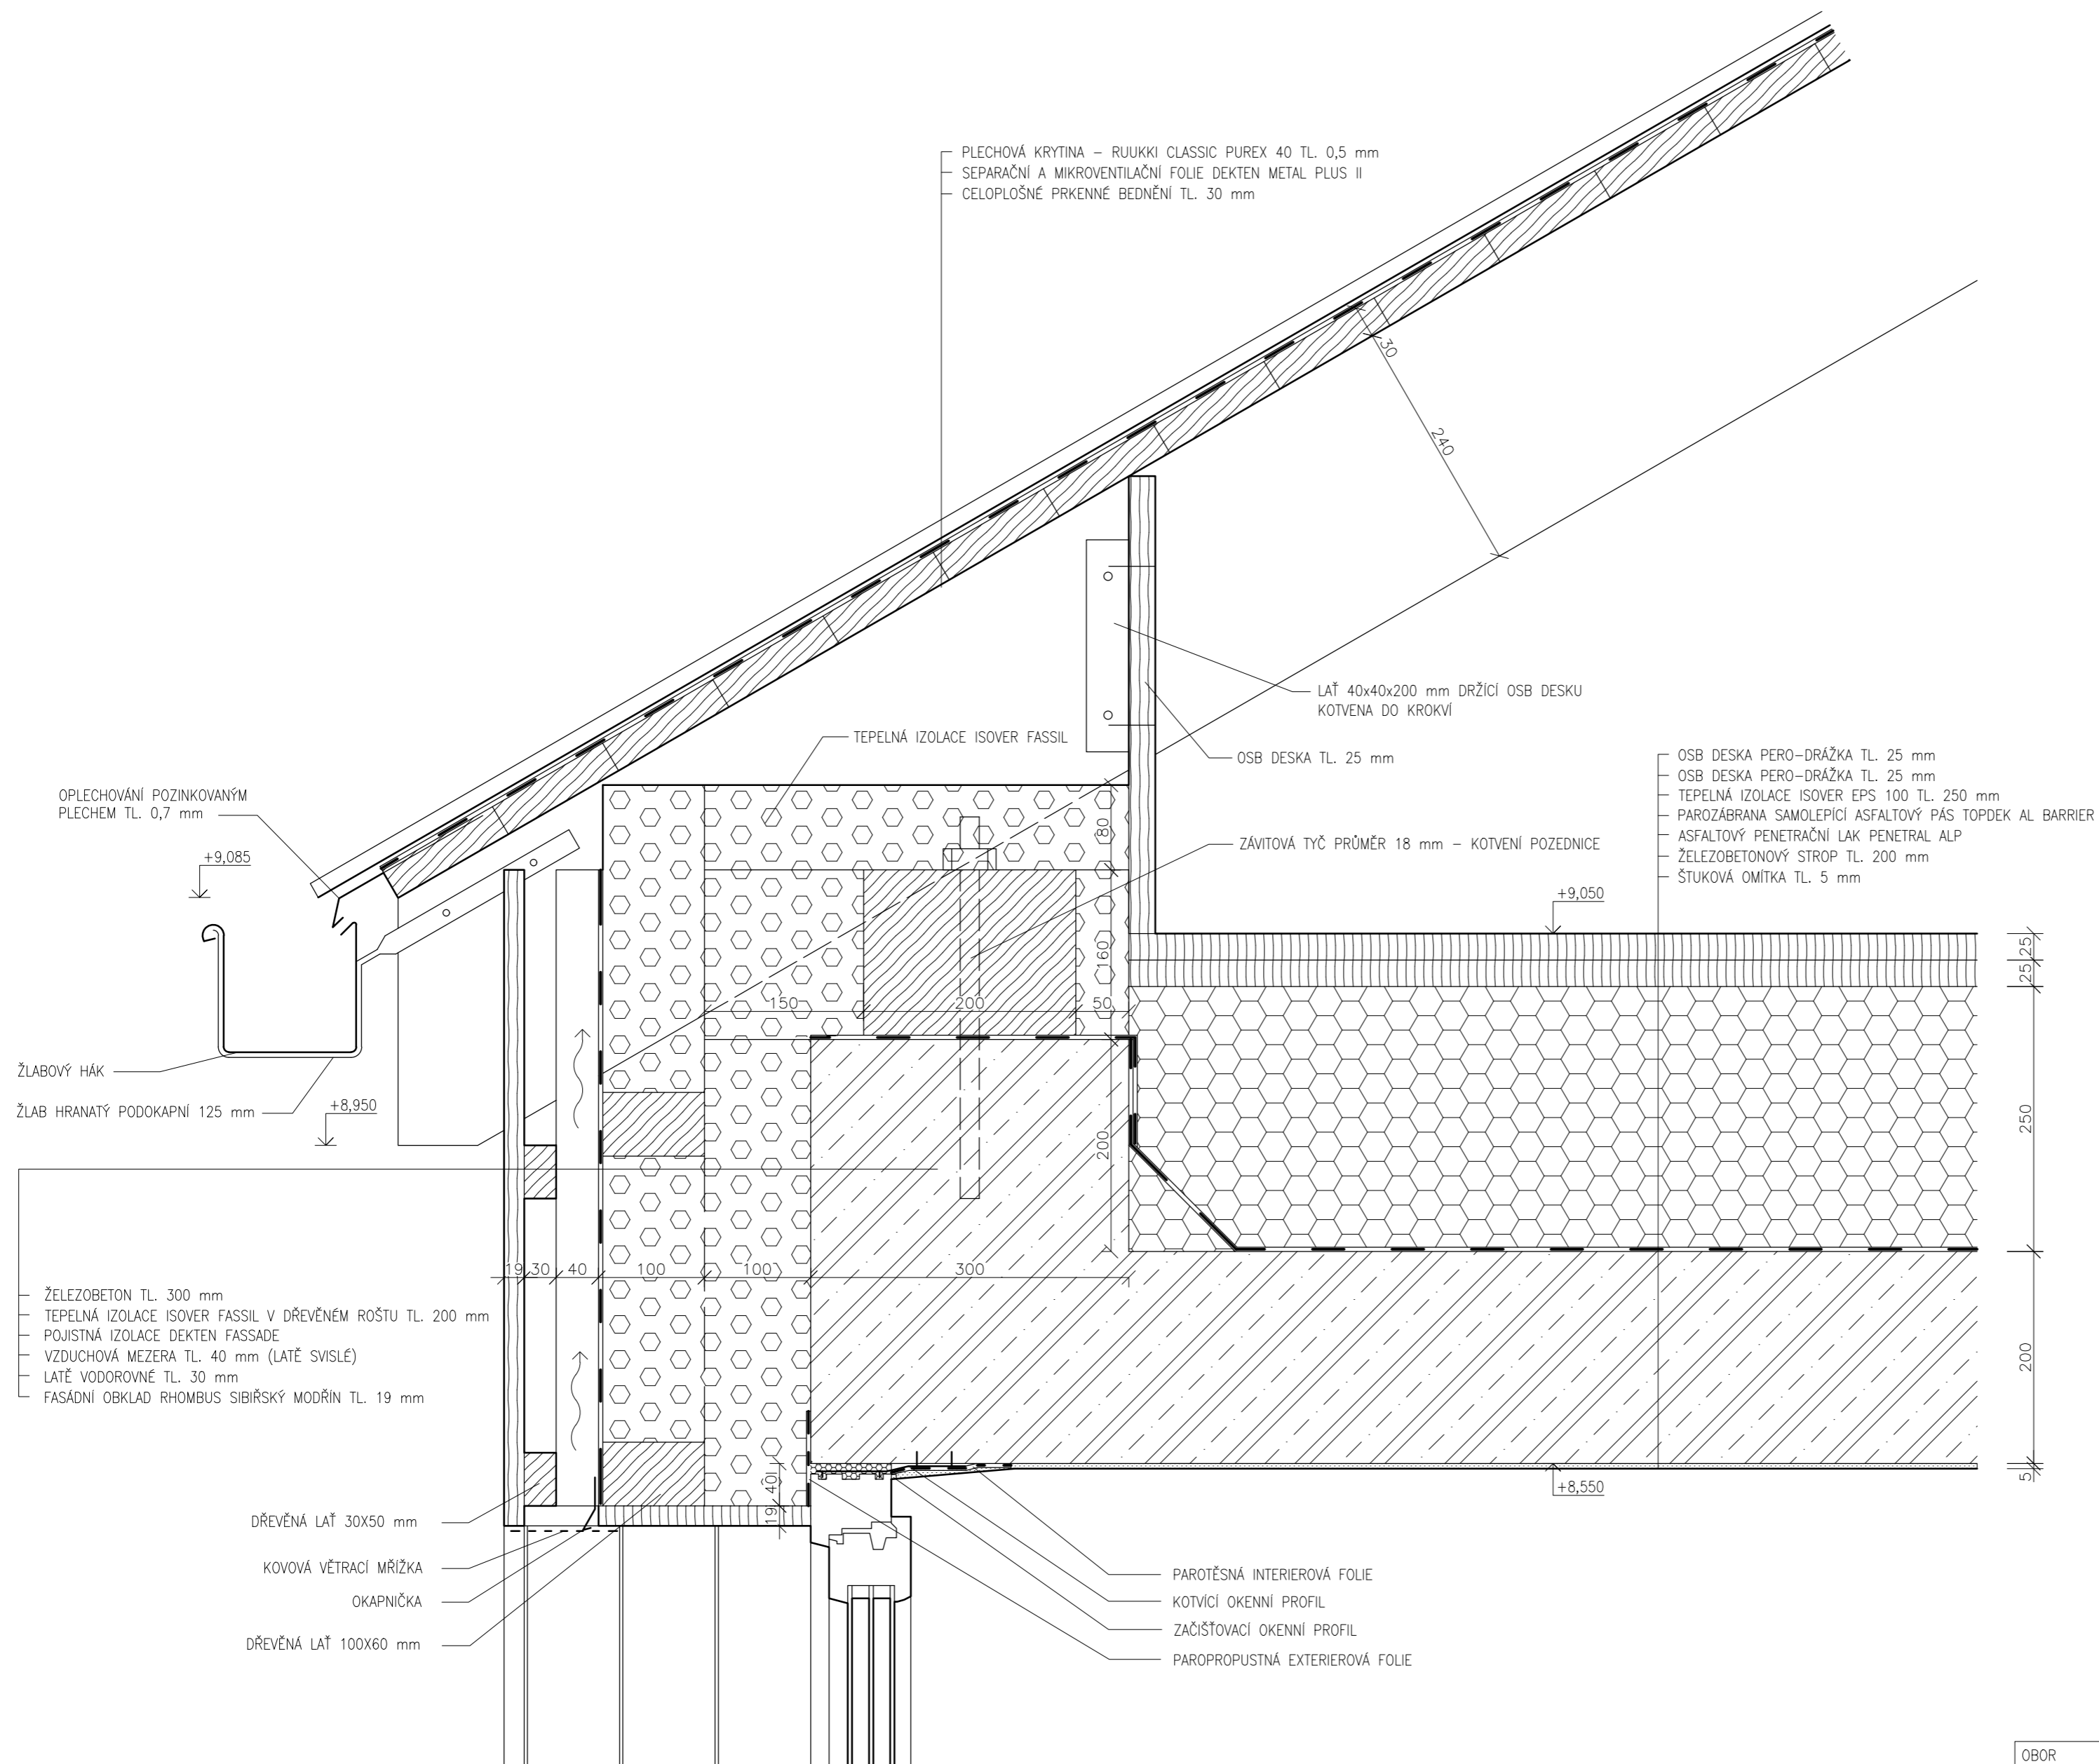 PLECHOVÁ KRYTINA – RUUKKI CLASSIC PUREX 40 TL. 0,5 mm
SEPARAČNÍ A MIKROVENTILAČNÍ FOLIE DEKTEN METAL PLUS II
CELOPLOŠNÉ PRKENNÉ BEDNĚNÍ TL. 30 mm
30
240
LAŤ 40x40x200 mm DRŽÍCÍ OSB DESKU
KOTVENA DO KROKVÍ
TEPELNÁ IZOLACE ISOVER FASSIL
OSB DESKA TL. 25 mm
OSB DESKA PERO–DRÁŽKA TL. 25 mm
OSB DESKA PERO–DRÁŽKA TL. 25 mm
TEPELNÁ IZOLACE ISOVER EPS 100 TL. 250 mm
PAROZÁBRANA SAMOLEPÍCÍ ASFALTOVÝ PÁS TOPDEK AL BARRIER
ASFALTOVÝ PENETRAČNÍ LAK PENETRAL ALP
ŽELEZOBETONOVÝ STROP TL. 200 mm
ŠTUKOVÁ OMÍTKA TL. 5 mm
OPLECHOVÁNÍ POZINKOVANÝM
PLECHEM TL. 0,7 mm
+9,085
80
ZÁVITOVÁ TYČ PRŮMĚR 18 mm – KOTVENÍ POZEDNICE
+9,050
160
25
25
150
200
50
ŽLABOVÝ HÁK
ŽLAB HRANATÝ PODOKAPNÍ 125 mm
+8,950
200
250
19
30
40
100
100
300
ŽELEZOBETON TL. 300 mm
TEPELNÁ IZOLACE ISOVER FASSIL V DŘEVĚNÉM ROŠTU TL. 200 mm
POJISTNÁ IZOLACE DEKTEN FASSADE
VZDUCHOVÁ MEZERA TL. 40 mm (LATĚ SVISLÉ)
LATĚ VODOROVNÉ TL. 30 mm
FASÁDNÍ OBKLAD RHOMBUS SIBIŘSKÝ MODŘÍN TL. 19 mm
200
40
19
5
+8,550
DŘEVĚNÁ LAŤ 30X50 mm
KOVOVÁ VĚTRACÍ MŘÍŽKA
OKAPNIČKA
DŘEVĚNÁ LAŤ 100X60 mm
PAROTĚSNÁ INTERIEROVÁ FOLIE
KOTVÍCÍ OKENNÍ PROFIL
ZAČIŠŤOVACÍ OKENNÍ PROFIL
PAROPROPUSTNÁ EXTERIEROVÁ FOLIE
OBOR